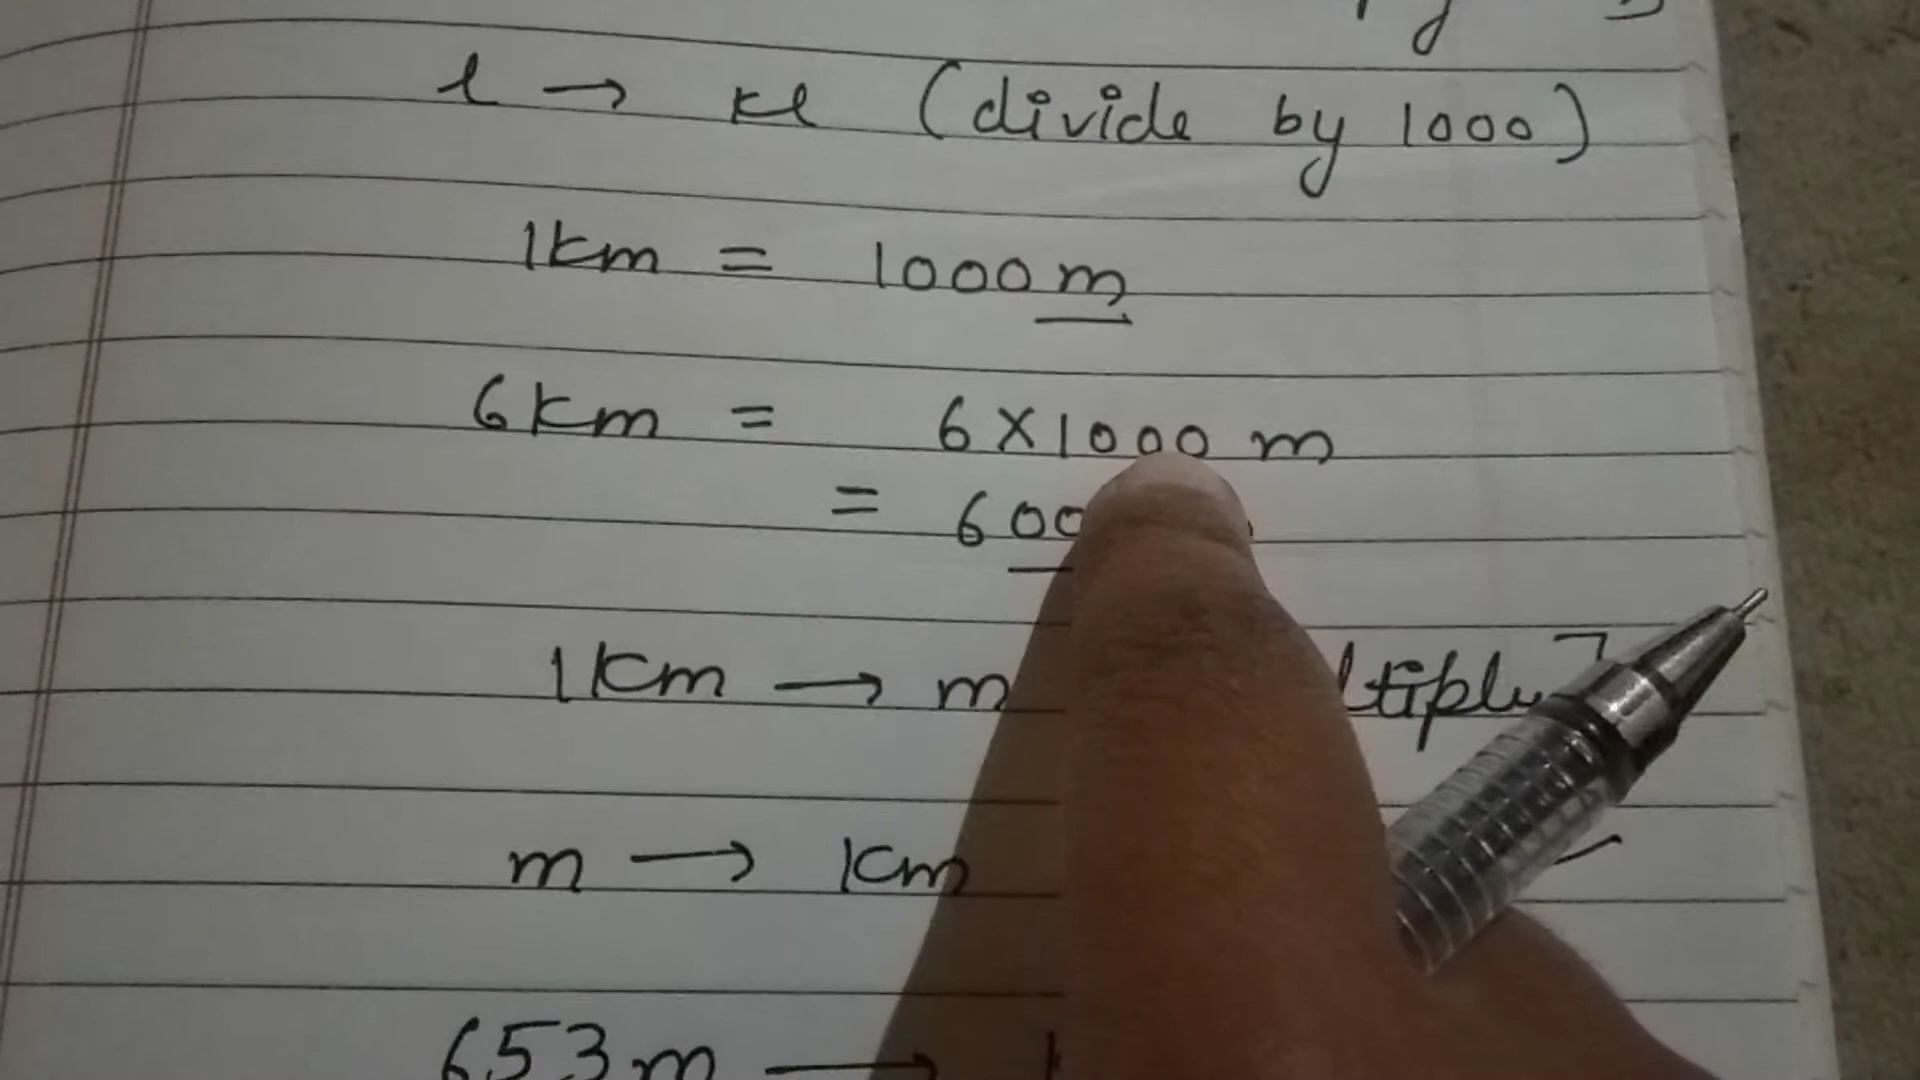 l → kl (divide by 1000)
1km = 1000m
6km = 6×1000 m
= 600
1km → m
m → km
653m →